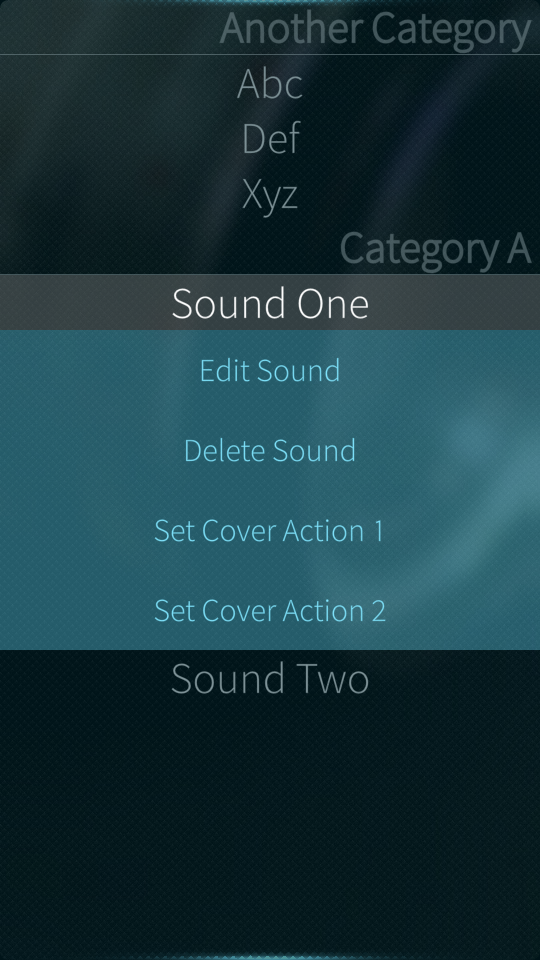 Another Category
Abc
Def
Xyz
Category A
Sound One
Edit Sound
Delete Sound
Set Cover Action 1
Set Cover Action 2
Sound Two